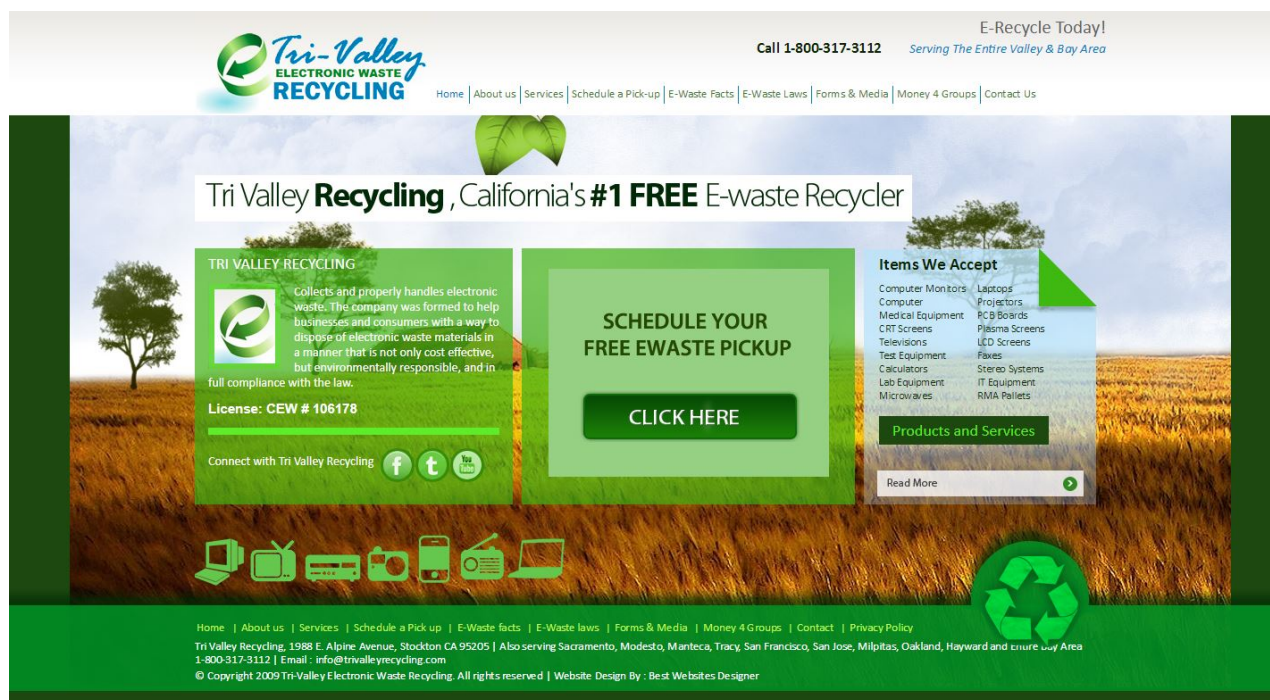 Tri-Valley
ELECTRONIC WASTE
RECYCLING
E-Recycle Today!
Call 1-800-317-3112 Serving The Entire Valley & Bay Area
Home | About us | Services | Schedule a Pick-up | E-Waste Facts | E-Waste Laws | Forms & Media | Money 4 Groups | Contact Us
Tri Valley Recycling , California's #1 FREE E-waste Recycler
TRI VALLEY RECYCLING
Collects and properly handles electronic
waste. The company was formed to help
businesses and consumers with a way to
dispose of electronic waste materials in
a manner that is not only cost effective,
but environmentally responsible, and in
full compliance with the law.
License: CEW # 106178
Connect with Tri Valley Recycling f t You Tube
SCHEDULE YOUR
FREE EWASTE PICKUP
CLICK HERE
Items We Accept
Computer Monitors Laptops
Computer Projectors
Medical Equipment PCB Boards
CRT Screens Plasma Screens
Televisions LCD Screens
Test Equipment Faxes
Calculators Stereo Systems
Lab Equipment IT Equipment
Microwaves RMA Pallets
Products and Services
Read More
Home | About us | Services | Schedule a Pick up | E-Waste facts | E-Waste laws | Forms & Media | Money 4 Groups | Contact | Privacy Policy
Tri Valley Recycling, 1988 E. Alpine Avenue, Stockton CA 95205 | Also serving Sacramento, Modesto, Manteca, Tracy, San Francisco, San Jose, Milpitas, Oakland, Hayward and Entire Bay Area
1-800-317-3112 | Email : info@trivalleyrecycling.com
© Copyright 2009 Tri-Valley Electronic Waste Recycling. All rights reserved | Website Design By : Best Websites Designer